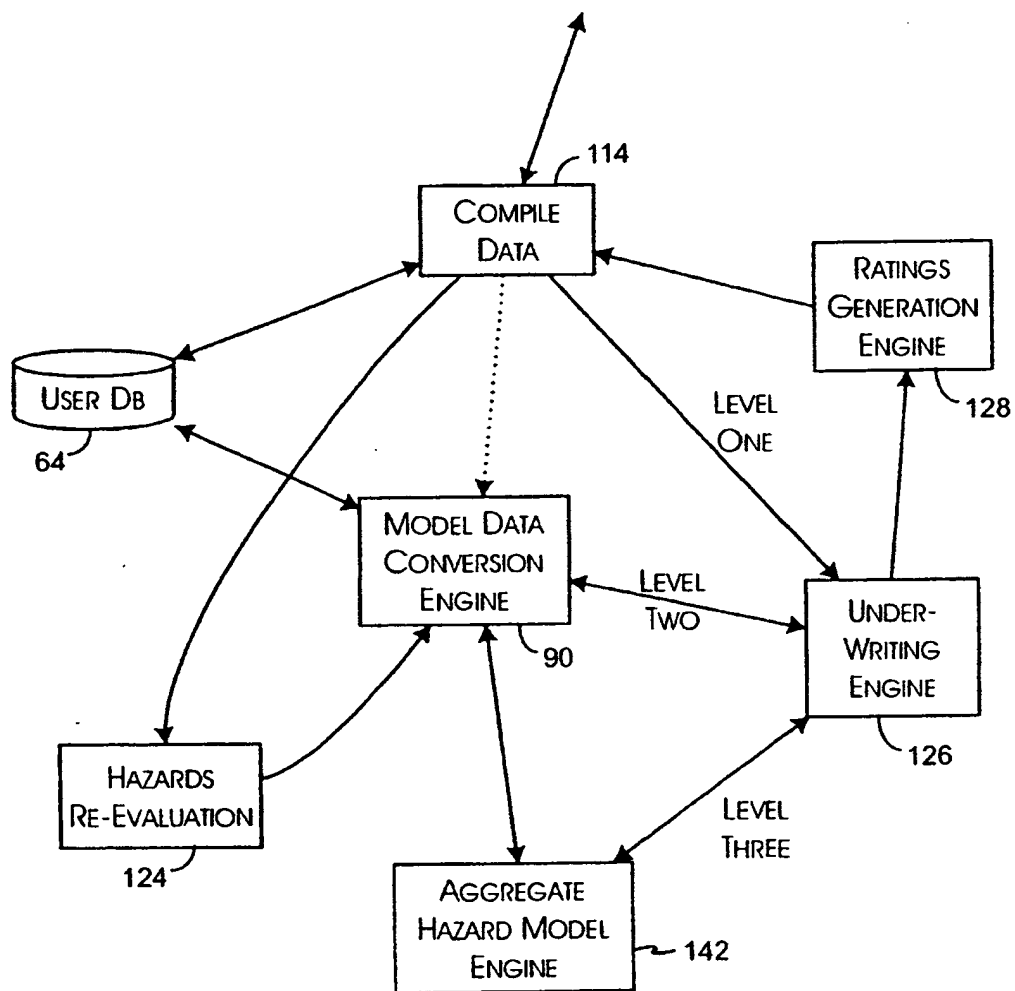 114
COMPILE
DATA
RATINGS
GENERATION
ENGINE
128
USER DB
64
LEVEL
ONE
MODEL DATA
CONVERSION
ENGINE
90
LEVEL
TWO
UNDER-
WRITING
ENGINE
126
HAZARDS
RE-EVALUATION
124
LEVEL
THREE
AGGREGATE
HAZARD MODEL
ENGINE
142